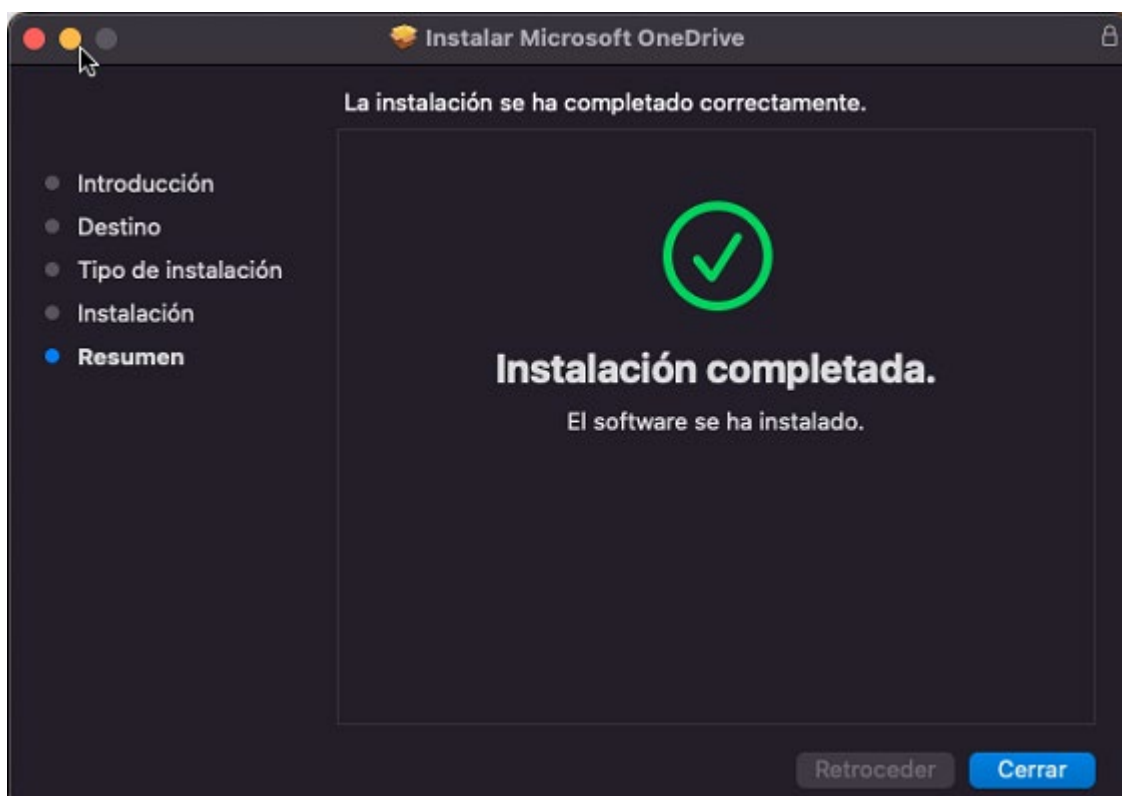 Instalar Microsoft OneDrive
La instalación se ha completado correctamente.
Introducción
Destino
Tipo de instalación
Instalación
Resumen
Instalación completada.
El software se ha instalado.
Retroceder
Cerrar